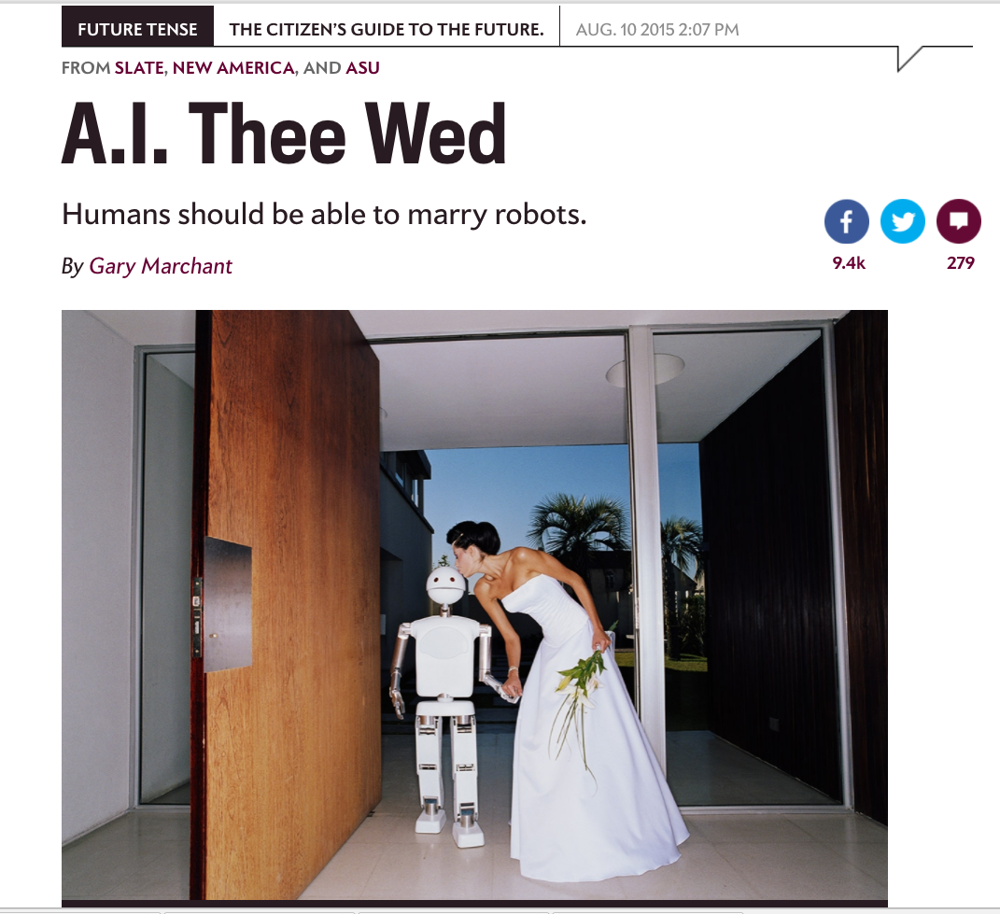 FUTURE TENSE THE CITIZEN'S GUIDE TO THE FUTURE. AUG. 10 2015 2:07 PM
FROM SLATE, NEW AMERICA, AND ASU
A.I. Thee Wed
Humans should be able to marry robots.
By Gary Marchant
f
9.4k 279